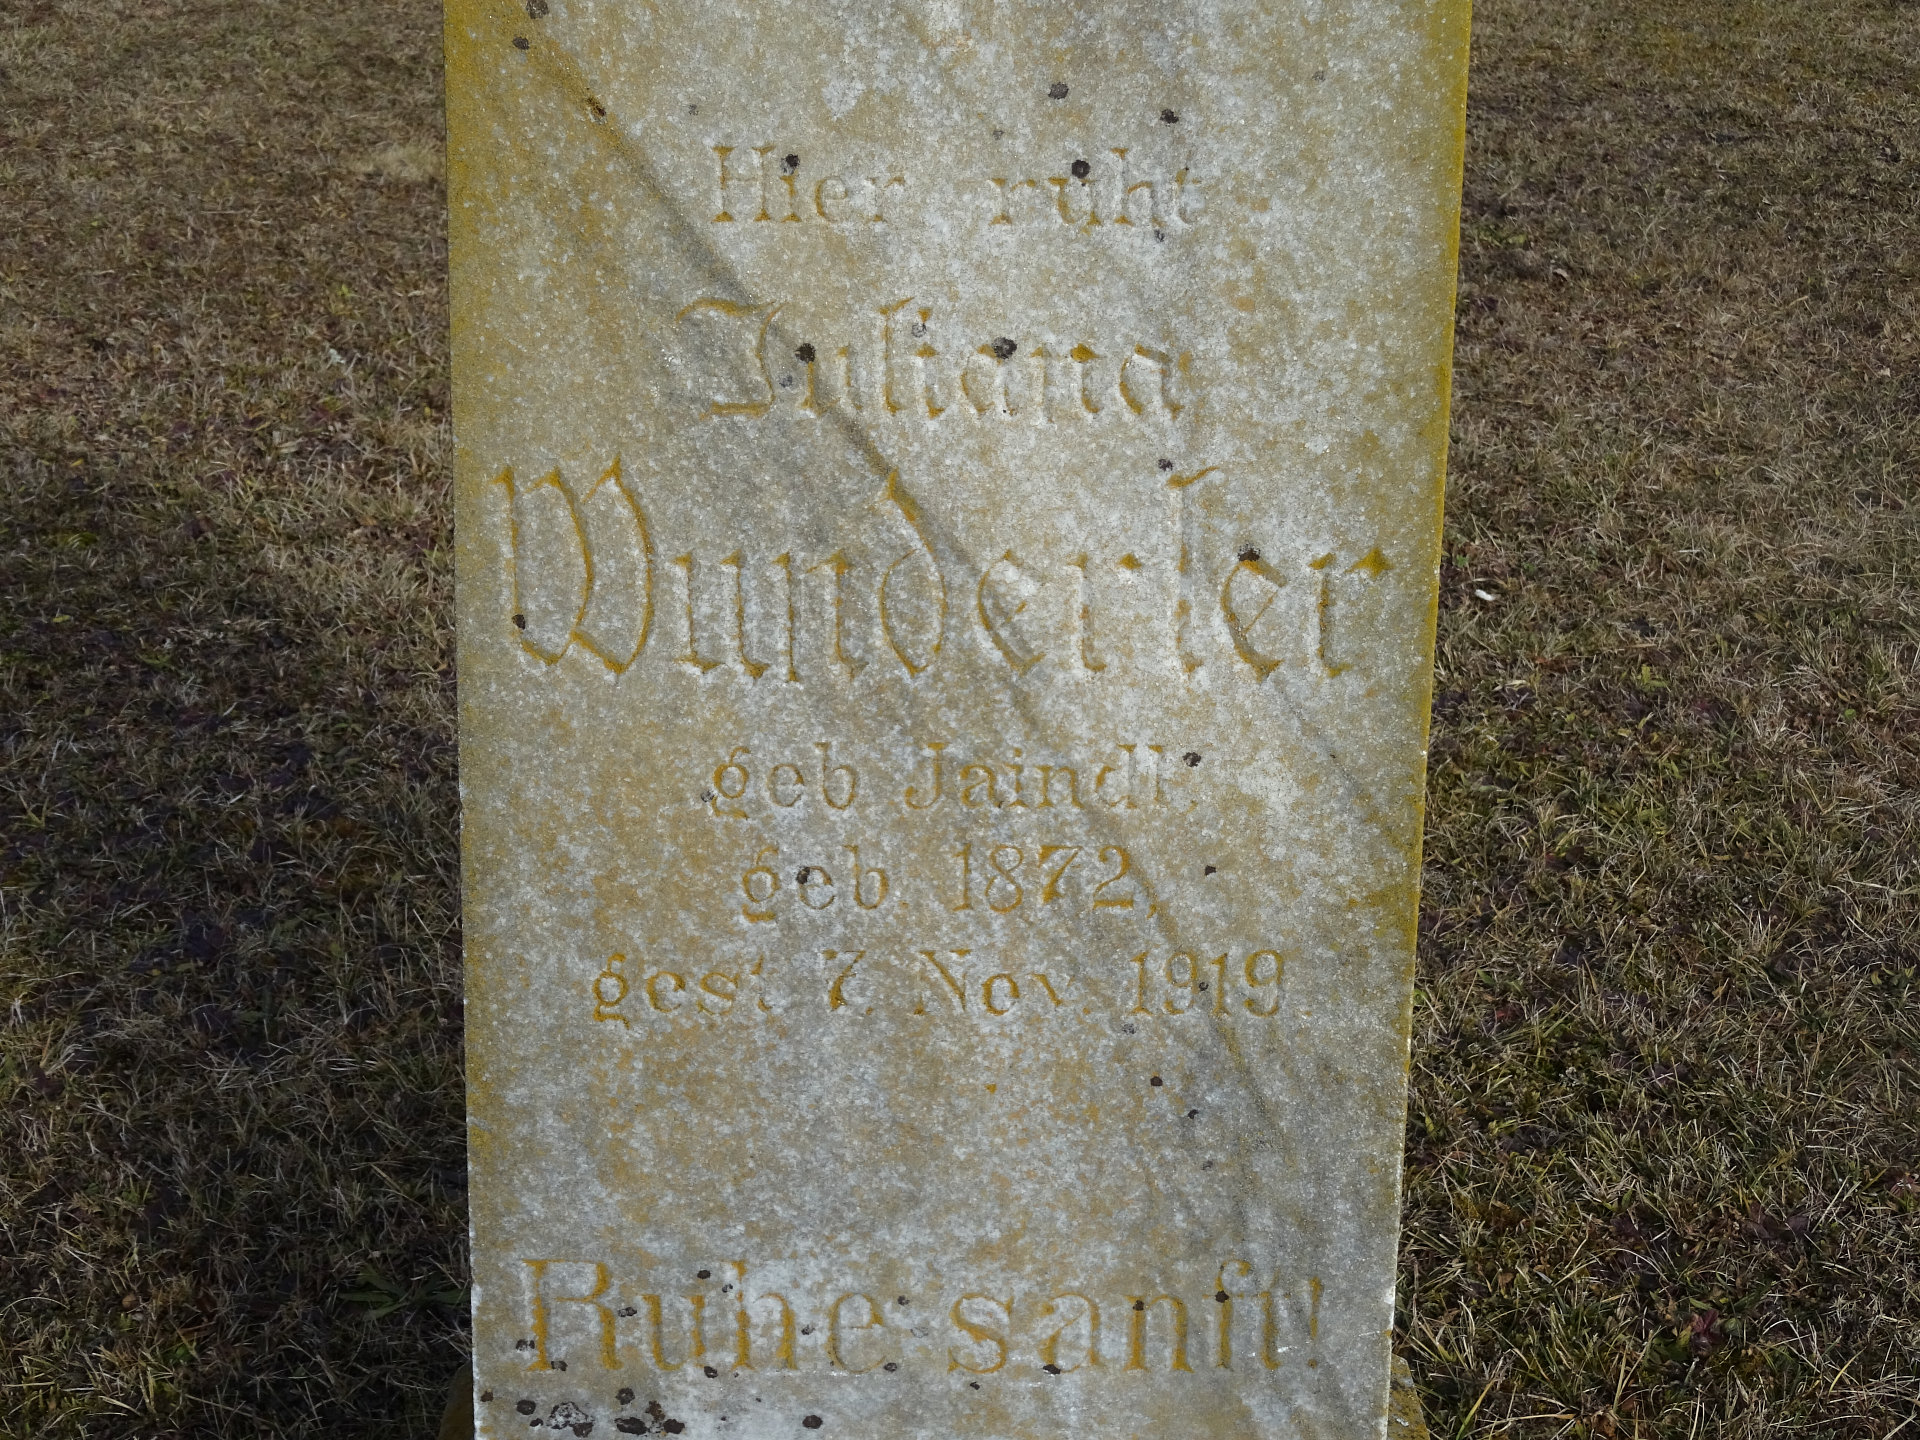 Hier ruht
Juliana
Wunderler
geb Jaindl.
geb. 1872,
gest 7. Nov. 1919.
Ruhe sanft!